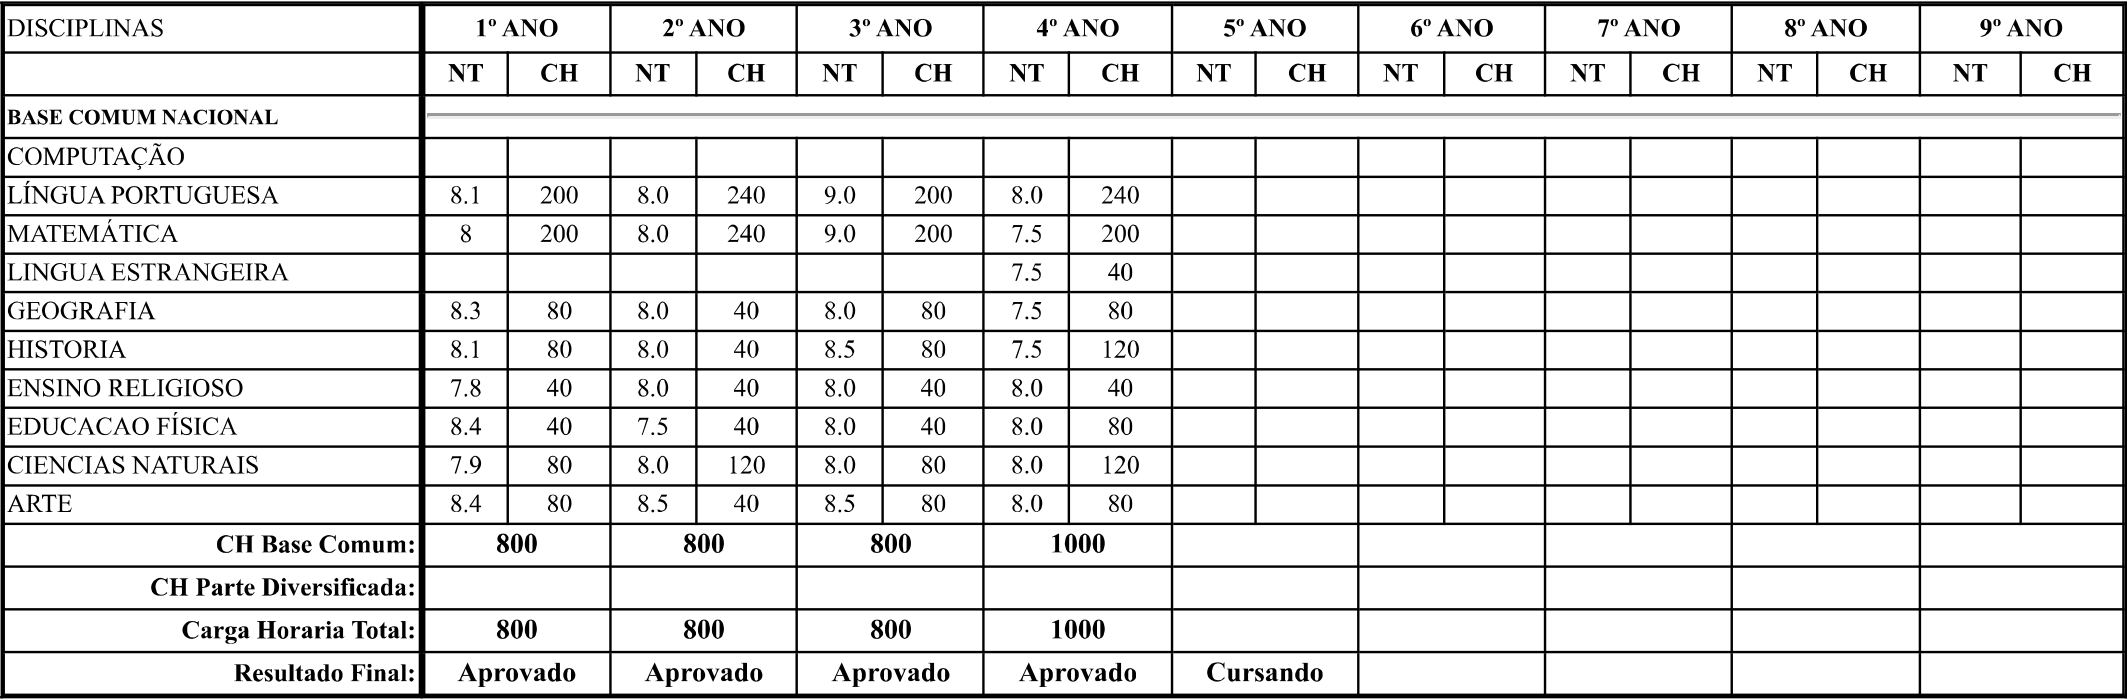 DISCIPLINAS 1º ANO 2º ANO 3º ANO 4º ANO 5º ANO 6º ANO 7º ANO 8º ANO 9º ANO
NT CH NT CH NT CH NT CH NT CH NT CH NT CH NT CH NT CH
BASE COMUM NACIONAL
COMPUTAÇÃO
LÍNGUA PORTUGUESA 8.1 200 8.0 240 9.0 200 8.0 240
MATEMÁTICA 8 200 8.0 240 9.0 200 7.5 200
LINGUA ESTRANGEIRA 7.5 40
GEOGRAFIA 8.3 80 8.0 40 8.0 80 7.5 80
HISTORIA 8.1 80 8.0 40 8.5 80 7.5 120
ENSINO RELIGIOSO 7.8 40 8.0 40 8.0 40 8.0 40
EDUCACAO FÍSICA 8.4 40 7.5 40 8.0 40 8.0 80
CIENCIAS NATURAIS 7.9 80 8.0 120 8.0 80 8.0 120
ARTE 8.4 80 8.5 40 8.5 80 8.0 80
CH Base Comum: 800 800 800 1000
CH Parte Diversificada:
Carga Horaria Total: 800 800 800 1000
Resultado Final: Aprovado Aprovado Aprovado Aprovado Cursando